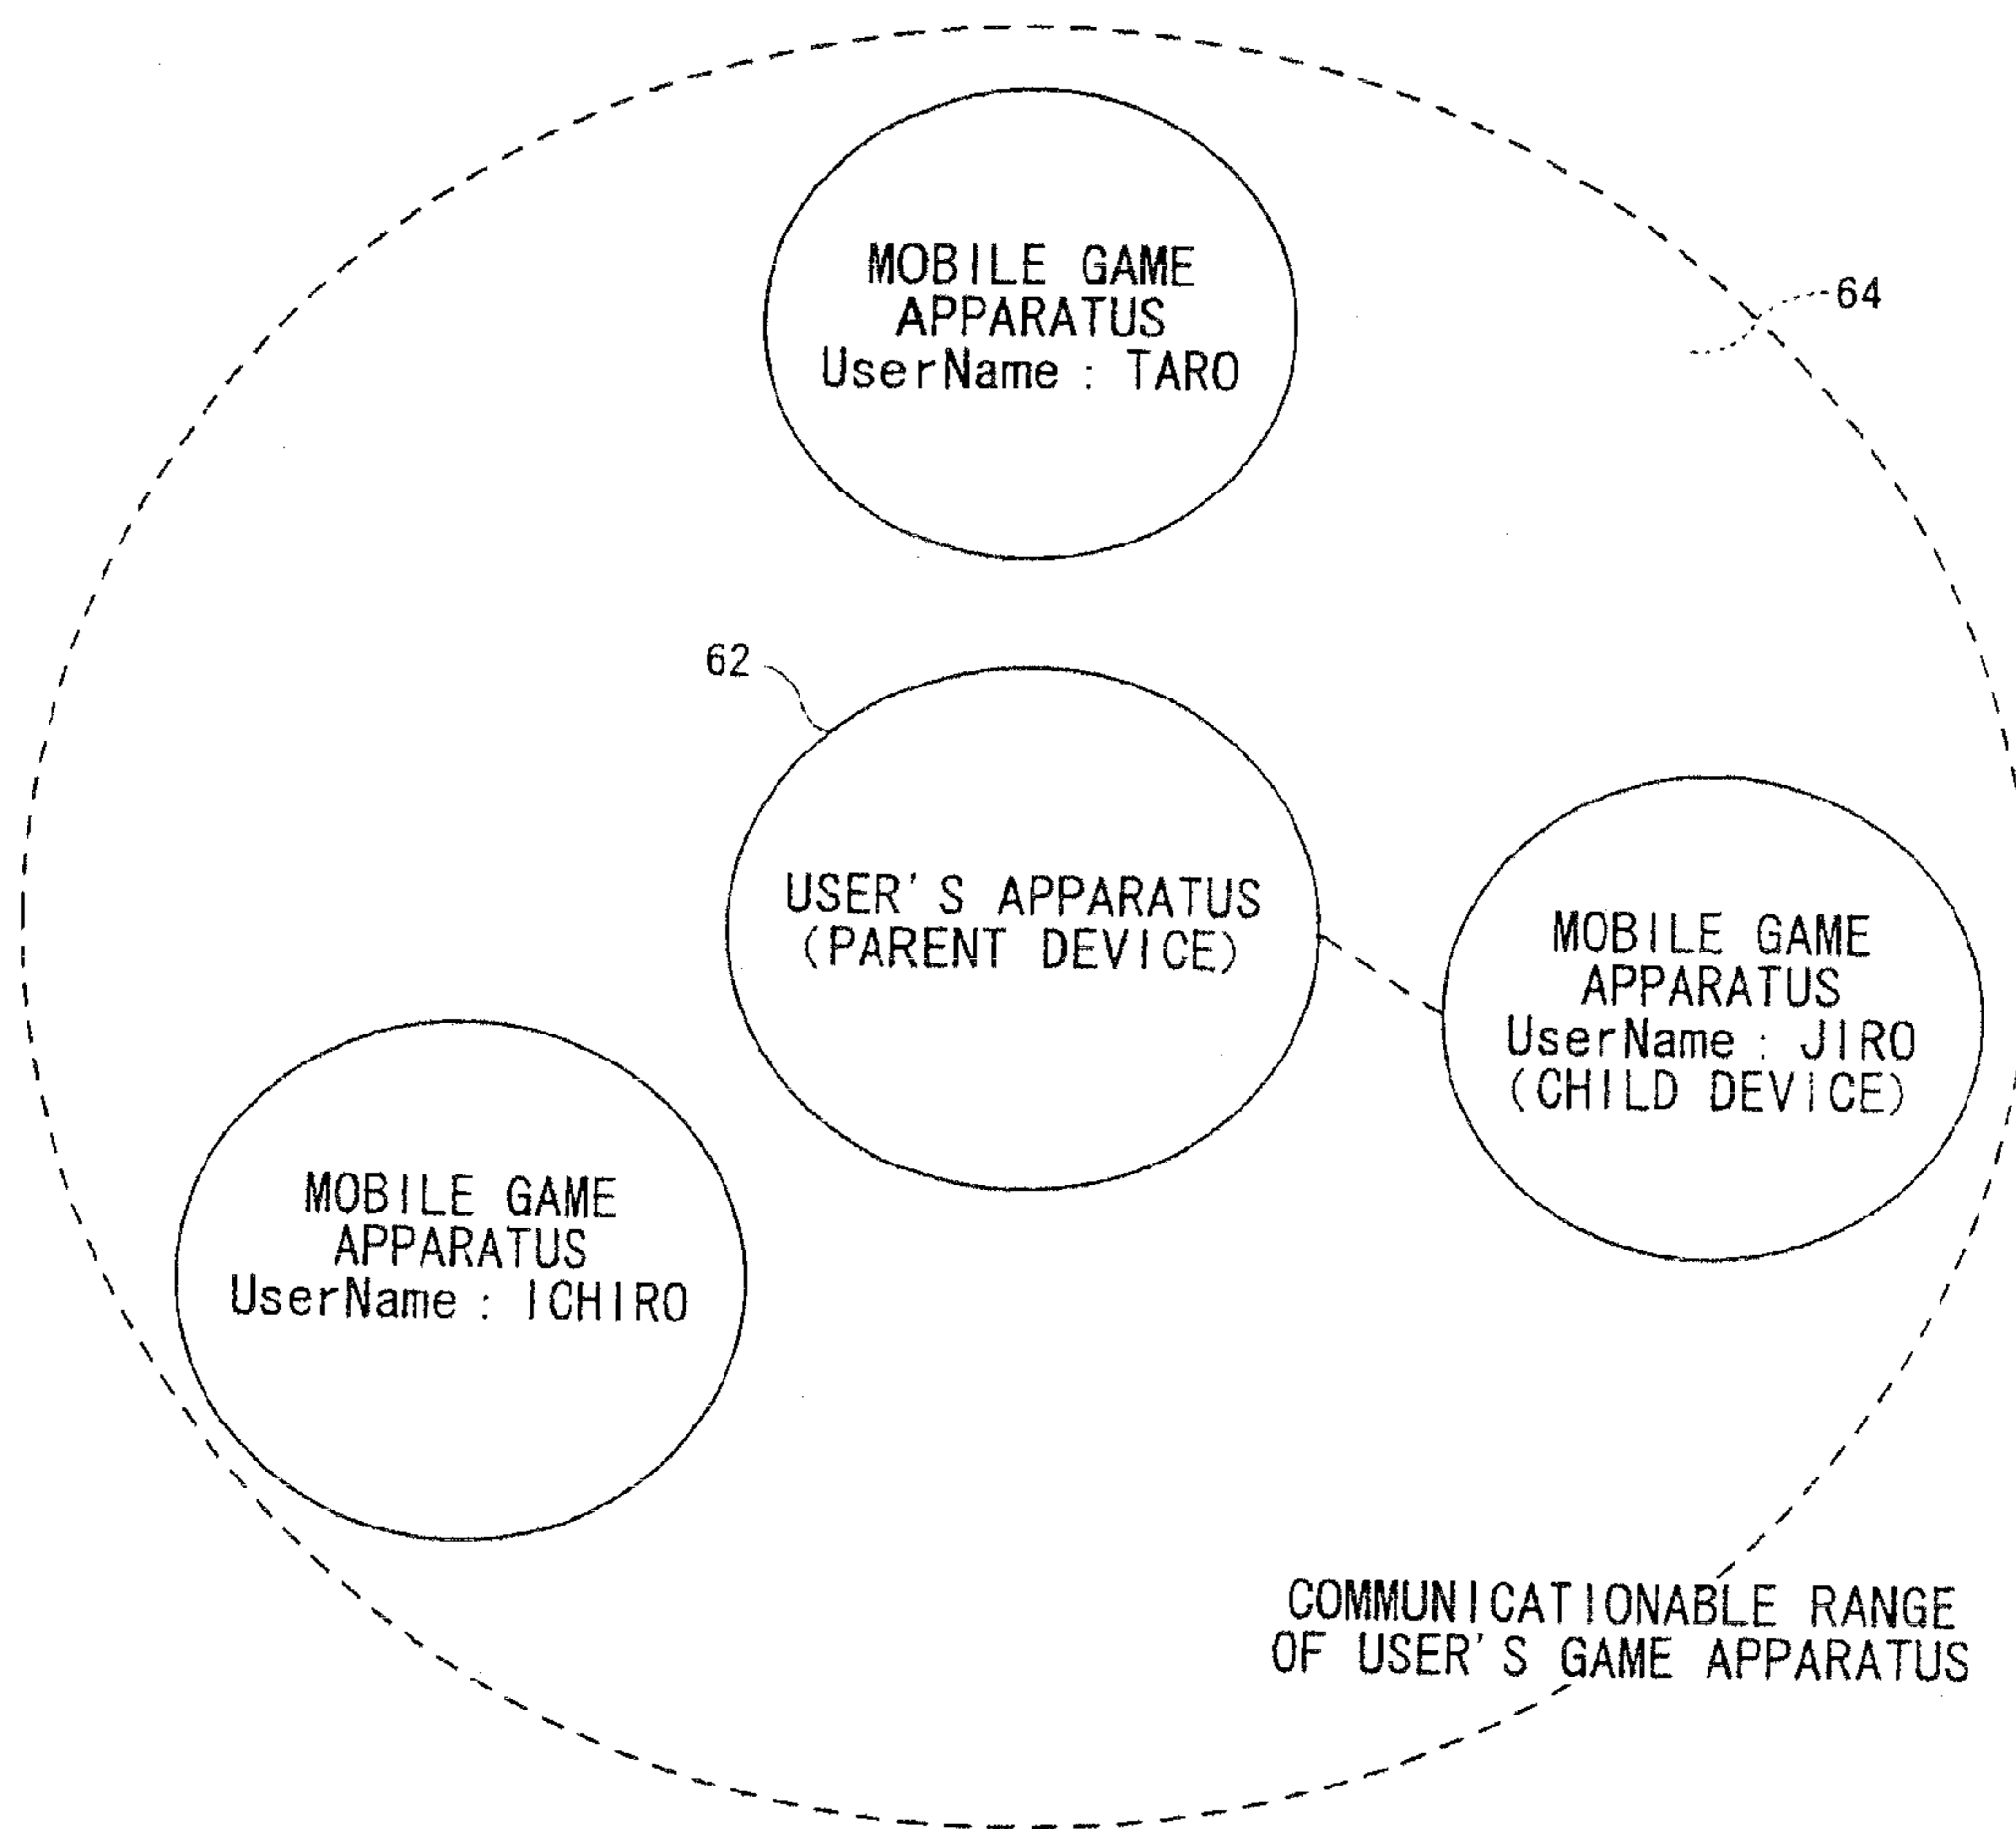 MOBILE GAME
APPARATUS
UserName : TARO
64
62
USER'S APPARATUS
(PARENT DEVICE)
MOBILE GAME
APPARATUS
UserName : JIRO
(CHILD DEVICE)
MOBILE GAME
APPARATUS
UserName : ICHIRO
COMMUNICATIONABLE RANGE
OF USER'S GAME APPARATUS